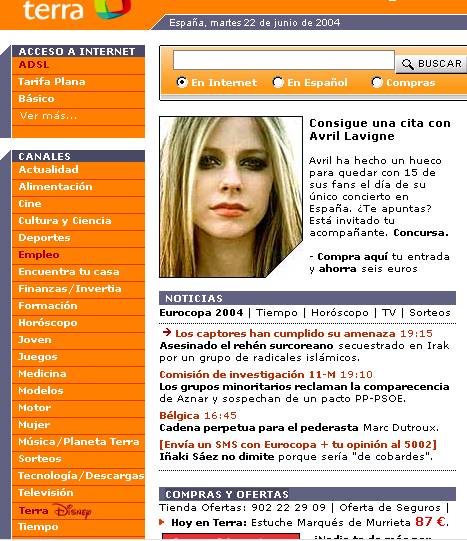 terra
España, martes 22 de junio de 2004
ACCESO A INTERNET
ADSL
Tarifa Plana
Básico
Ver más...
CANALES
Actualidad
Alimentación
Cine
Cultura y Ciencia
Deportes
Empleo
Encuentra tu casa
Finanzas/Invertia
Formación
Horóscopo
Joven
Juegos
Medicina
Modelos
Motor
Mujer
Música/Planeta Terra
Sorteos
Tecnología/Descargas
Televisión
Terra Disney
Tiempo
BUSCAR
En Internet En Español Compras
Consigue una cita con
Avril Lavigne
Avril ha hecho un hueco
para quedar con 15 de
sus fans el día de su
único concierto en
España. ¿Te apuntas?
Está invitado tu
acompañante. Concursa.
- Compra aquí tu entrada
y ahorra seis euros
NOTICIAS
Eurocopa 2004 | Tiempo | Horóscopo | TV | Sorteos
Los captores han cumplido su amenaza 19:15
Asesinado el rehén surcoreano secuestrado en Irak
por un grupo de radicales islámicos.
Comisión de investigación 11-M 19:10
Los grupos minoritarios reclaman la comparecencia
de Aznar y sospechan de un pacto PP-PSOE.
Bélgica 16:45
Cadena perpetua para el pederasta Marc Dutroux.
[Envía un SMS con Eurocopa + tu opinión al 5002]
Iñaki Sáez no dimite porque sería "de cobardes".
COMPRAS Y OFERTAS
Tienda Ofertas: 902 22 29 09 | Oferta de Seguros |
Hoy en Terra: Estuche Marqués de Murrieta 87 €.